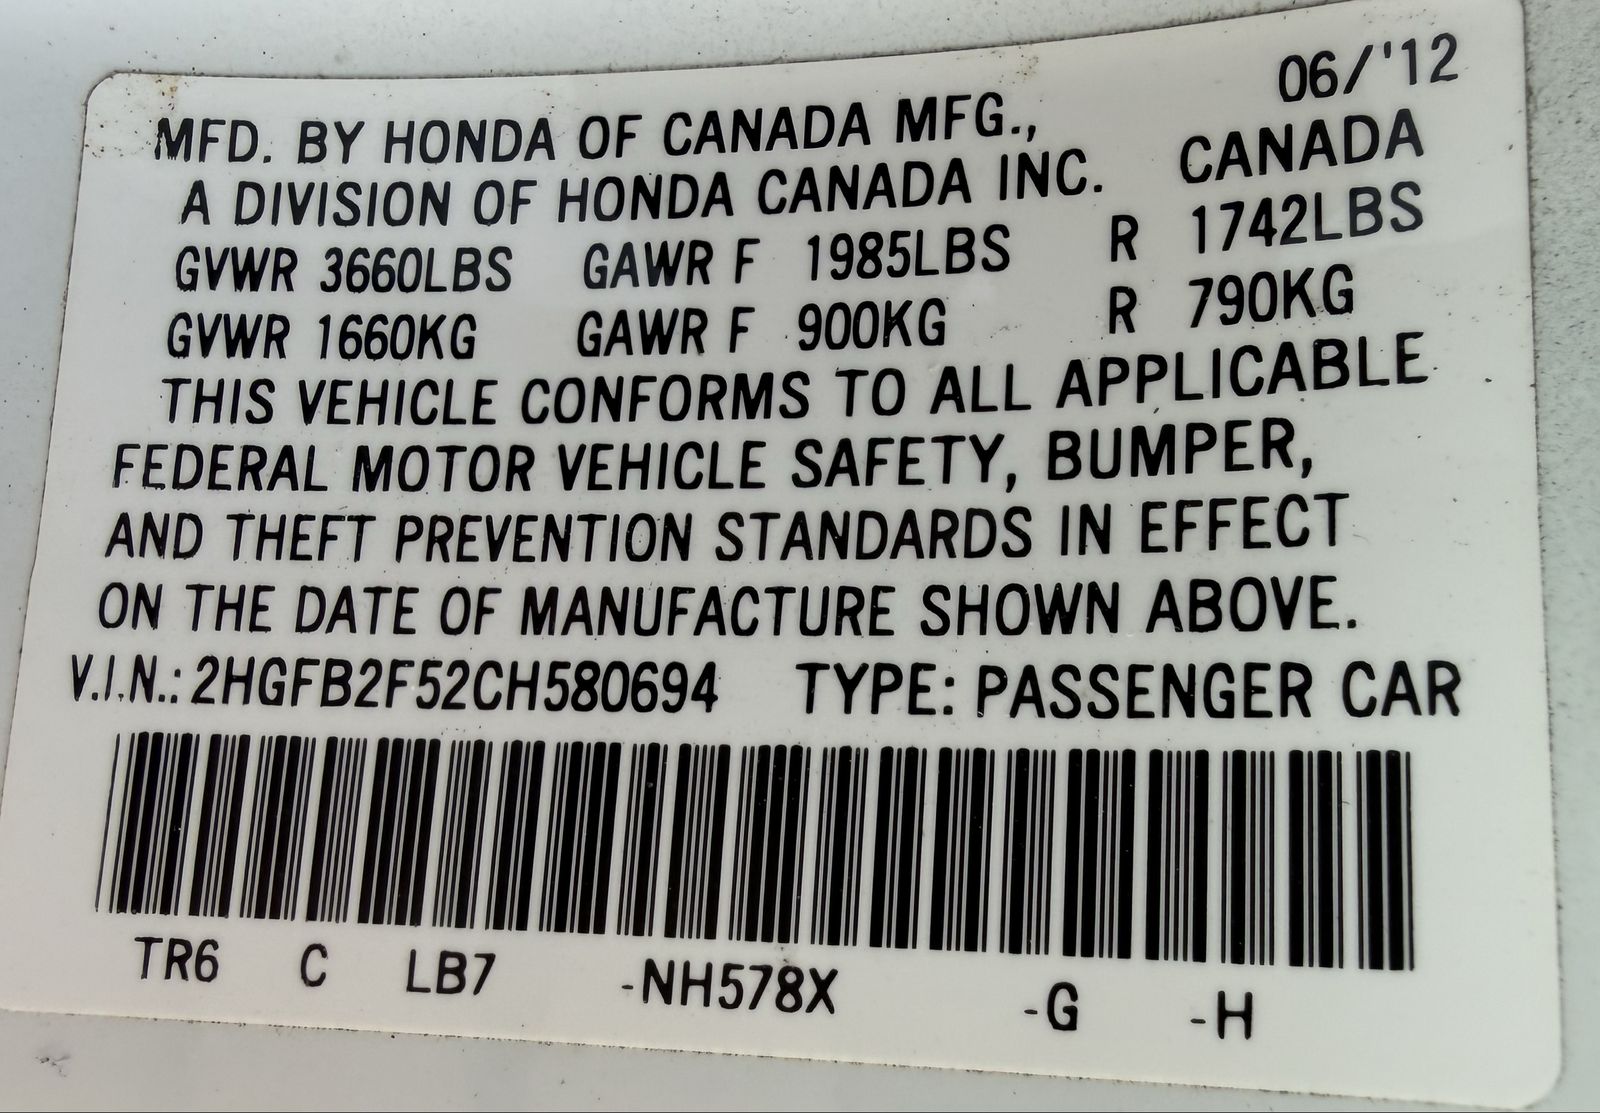 06/'12
MFD. BY HONDA OF CANADA MFG.,
A DIVISION OF HONDA CANADA INC. CANADA
GVWR 3660LBS GAWR F 1985LBS R 1742LBS
GVWR 1660KG GAWR F 900KG R 790KG
THIS VEHICLE CONFORMS TO ALL APPLICABLE
FEDERAL MOTOR VEHICLE SAFETY, BUMPER,
AND THEFT PREVENTION STANDARDS IN EFFECT
ON THE DATE OF MANUFACTURE SHOWN ABOVE.
V.I.N.: 2HGFB2F52CH580694 TYPE: PASSENGER CAR
TR6 C LB7 -NH578X -G -H